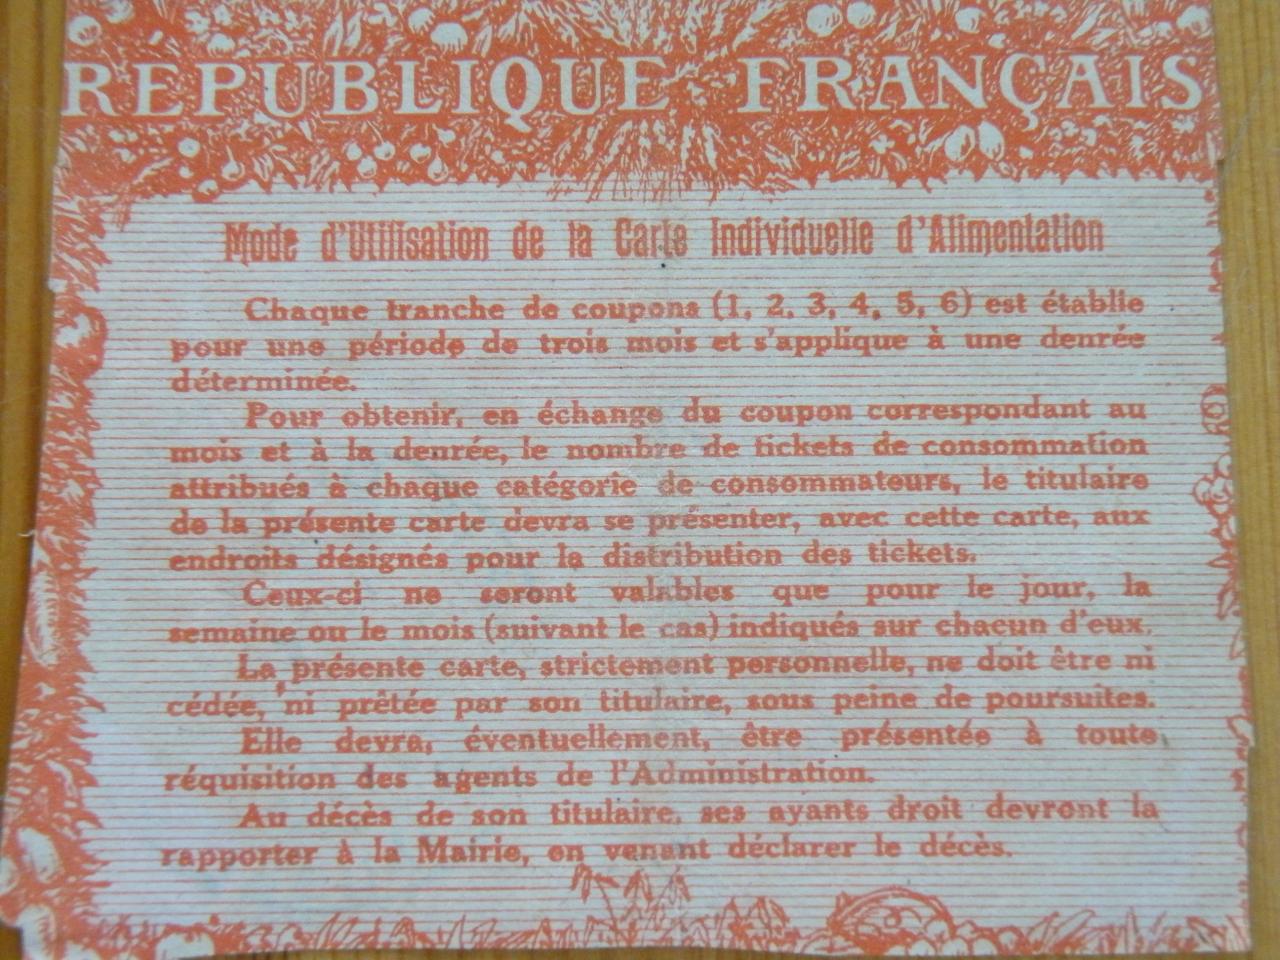 REPUBLIQUE FRANÇAIS
Mode d'Utilisation de la Carte Individuelle d'Alimentation
Chaque tranche de coupons (1, 2, 3, 4, 5, 6) est établie
pour une période de trois mois et s'applique à une denrée
déterminée.
Pour obtenir, en échange du coupon correspondant au
mois et à la denrée, le nombre de tickets de consommation
attribués à chaque catégorie de consommateurs, le titulaire
de la présente carte devra se présenter, avec cette carte, aux
endroits désignés pour la distribution des tickets.
Ceux-ci ne seront valables que pour le jour, la
semaine ou le mois (suivant le cas) indiqués sur chacun d'eux.
La présente carte, strictement personnelle, ne doit être ni
cédée, ni prêtée par son titulaire, sous peine de poursuites.
Elle devra, éventuellement, être présentée à toute
réquisition des agents de l'Administration.
Au décès de son titulaire, ses ayants droit devront la
rapporter à la Mairie, en venant déclarer le décès.